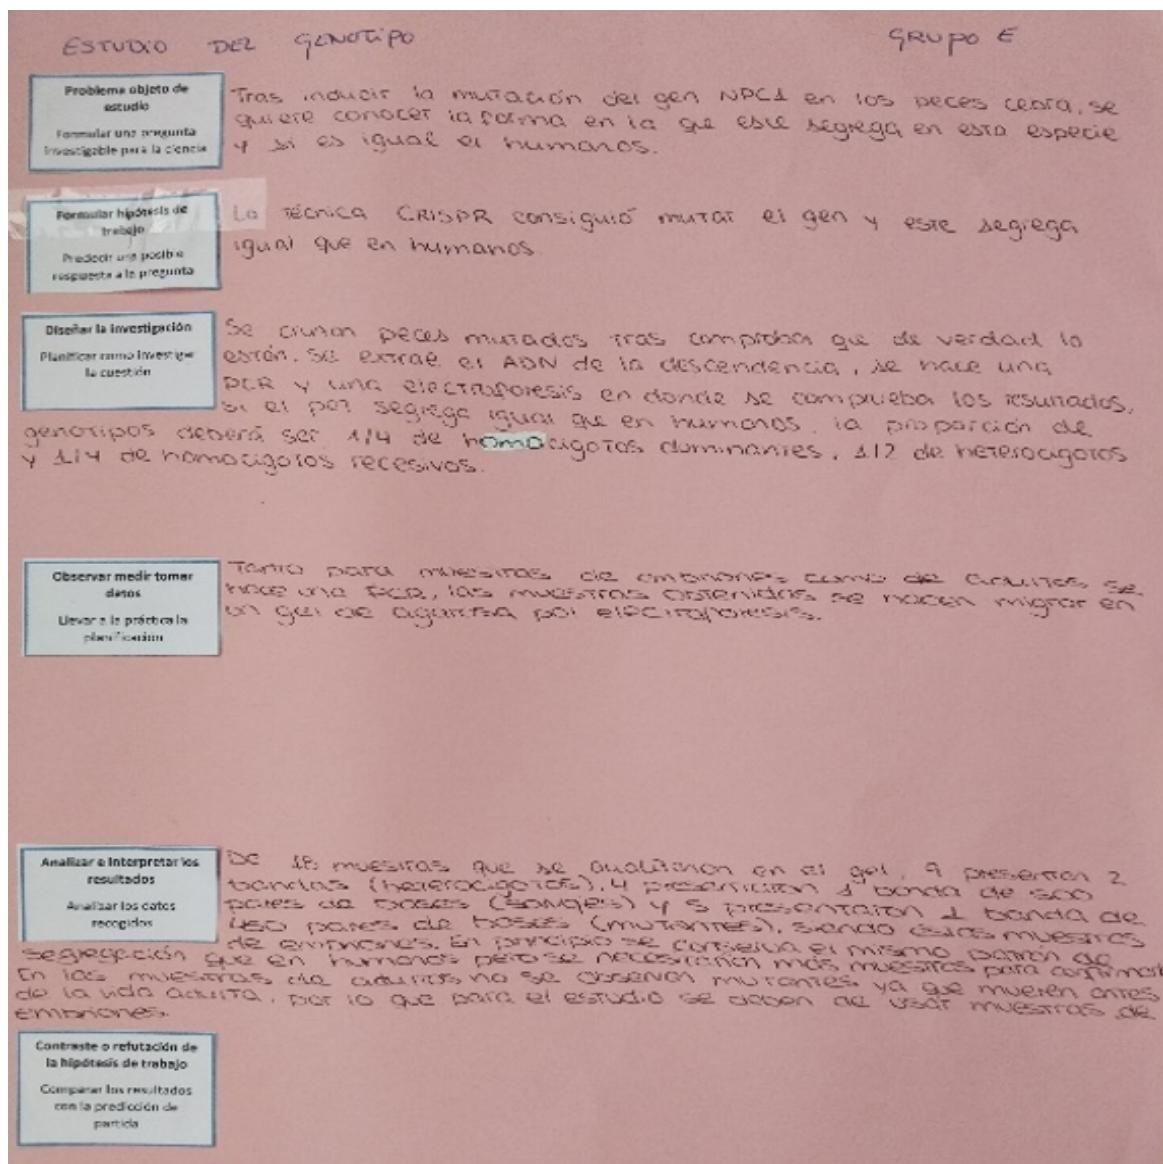 ESTUDIO DEL GENOTIPO
GRUPO E
Problema objeto de
estudio
Formular una pregunta
investigable para la ciencia
Tras inducir la mutación del gen NPC1 en los peces cebra, se
quiere conocer la forma en la que este segrega en esta especie
y si es igual a humanos.
Formular hipótesis de
trabajo
Predecir una posible
respuesta a la pregunta
La técnica CRISPR consiguió mutar el gen y este segrega
igual que en humanos.
Diseñar la investigación
Planificar como investigar
la cuestión
Se cruzan peces mutados tras comprobar que de verdad lo
están. Se extrae el ADN de la descendencia, se hace una
PCR y una electroforesis en donde se comprueba los resultados.
Si el pez segrega igual que en humanos, la proporción de
genotipos deberá ser 1/4 de homocigotos dominantes, 1/2 de heterocigotos
y 1/4 de homocigotos recesivos.
Observar medir tomar
datos
Llevar a la práctica la
planificación
Tanto para muestras de embriones como de adultos se
hace una PCR, las muestras obtenidas se hacen migrar en
un gel de agarosa por electroforesis.
Analizar e interpretar los
resultados
Analizar los datos
recogidos
De 18 muestras que se analizaron en el gel, 9 presentan 2
bandas (heterocigotos), 4 presentaron 1 banda de 500
pares de bases (salvajes) y 5 presentaron 1 banda de
450 pares de bases (mutantes), siendo estas muestras
de embriones. En principio se conserva el mismo patrón de
segregación que en humanos pero se necesitarían más muestras para confirmarlo
En las muestras de adultos no se observan mutantes ya que mueren antes
de la vida adulta, por lo que para el estudio se deben de usar muestras de
embriones.
Contraste o refutación de
la hipótesis de trabajo
Comparar los resultados
con la predicción de
partida